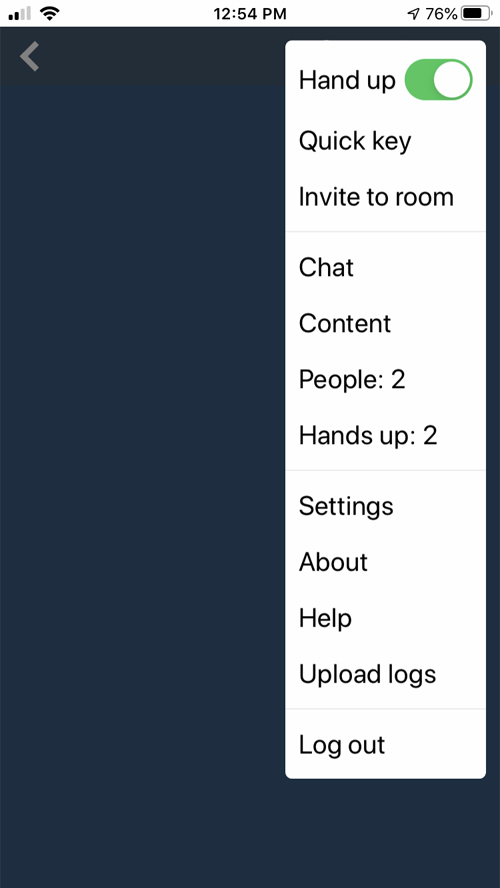 12:54 PM
76%
Hand up
Quick key
Invite to room
Chat
Content
People: 2
Hands up: 2
Settings
About
Help
Upload logs
Log out